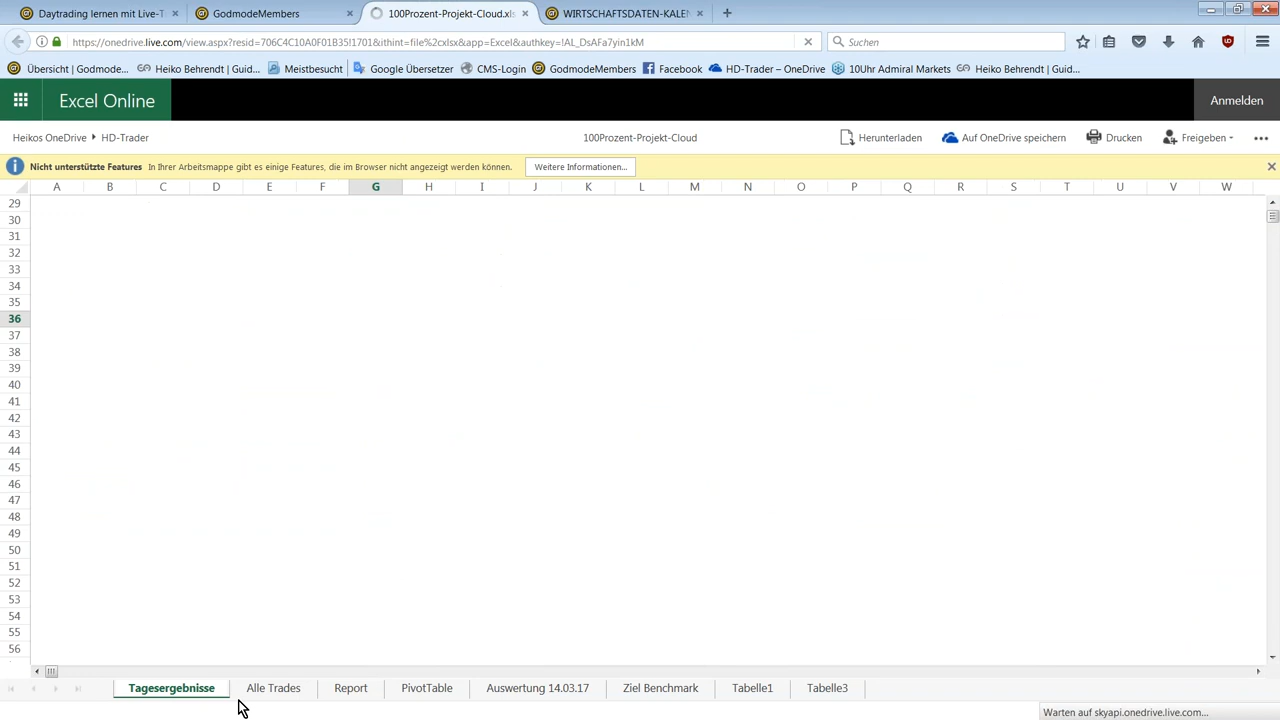 Daytrading lernen mit Live-T
GodmodeMembers
100Prozent-Projekt-Cloud.xls
WIRTSCHAFTSDATEN-KALEN
https://onedrive.live.com/view.aspx?resid=706C4C10A0F01B35!1701&ithint=file%2cxlsx&app=Excel&authkey=!AL_DsAFa7yin1kM
Suchen
Übersicht | Godmode... Heiko Behrendt | Guid... Meistbesucht Google Übersetzer CMS-Login GodmodeMembers Facebook HD-Trader – OneDrive 10Uhr Admiral Markets Heiko Behrendt | Guid...
Excel Online
Anmelden
Heikos OneDrive HD-Trader
100Prozent-Projekt-Cloud
Herunterladen Auf OneDrive speichern Drucken Freigeben
Nicht unterstützte Features In Ihrer Arbeitsmappe gibt es einige Features, die im Browser nicht angezeigt werden können. Weitere Informationen...
A B C D E F G H I J K L M N O P Q R S T U V W
29
30
31
32
33
34
35
36
37
38
39
40
41
42
43
44
45
46
47
48
49
50
51
52
53
54
55
56
Tagesergebnisse Alle Trades Report PivotTable Auswertung 14.03.17 Ziel Benchmark Tabelle1 Tabelle3
Warten auf skyapi.onedrive.live.com...